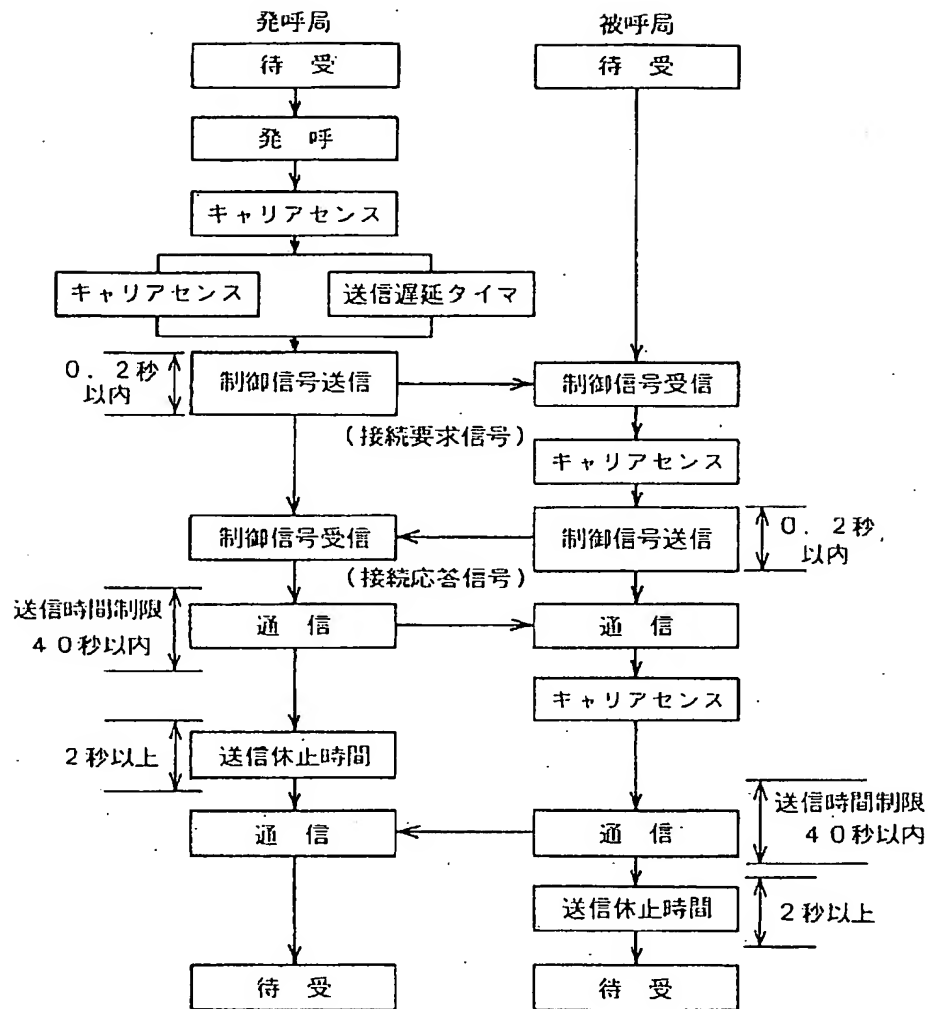 発呼局
被呼局
待 受
待 受
発 呼
キャリアセンス
キャリアセンス
送信遅延タイマ
0.2秒
以内
制御信号送信
制御信号受信
(接続要求信号)
キャリアセンス
制御信号受信
制御信号送信
0.2秒
以内
(接続応答信号)
送信時間制限
40秒以内
通 信
通 信
キャリアセンス
2秒以上
送信休止時間
通 信
通 信
送信時間制限
40秒以内
送信休止時間
2秒以上
待 受
待 受